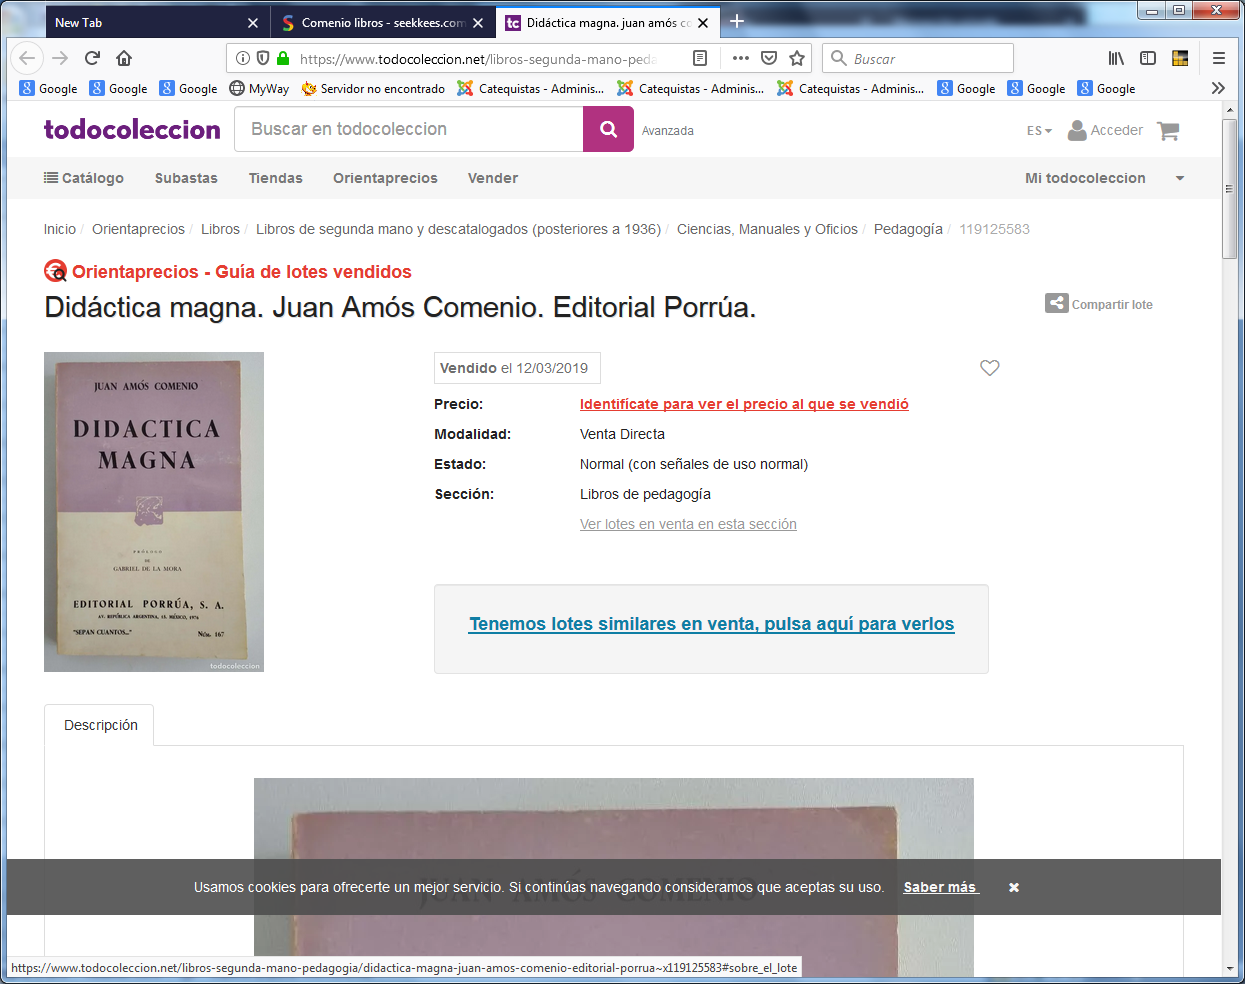 New Tab
Comenio libros - seekkees.com
Didáctica magna. juan amós co
https://www.todocoleccion.net/libros-segunda-mano-peda
Buscar
Google
Google
Google
MyWay
Servidor no encontrado
Catequistas - Adminis...
Catequistas - Adminis...
Catequistas - Adminis...
Google
Google
Google
todocoleccion
Buscar en todocoleccion
Avanzada
ES
Acceder
Catálogo
Subastas
Tiendas
Orientaprecios
Vender
Mi todocoleccion
Inicio / Orientaprecios / Libros / Libros de segunda mano y descatalogados (posteriores a 1936) / Ciencias, Manuales y Oficios / Pedagogía / 119125583
Orientaprecios - Guía de lotes vendidos
Didáctica magna. Juan Amós Comenio. Editorial Porrúa.
Compartir lote
JUAN AMÓS COMENIO
DIDACTICA
MAGNA
PRÓLOGO
DE
GABRIEL DE LA MORA
EDITORIAL PORRÚA, S. A.
AV. REPÚBLICA ARGENTINA, 15. MÉXICO, 1976
"SEPAN CUANTOS..." Núm. 167
todocoleccion
Vendido el 12/03/2019
Precio: Identifícate para ver el precio al que se vendió
Modalidad: Venta Directa
Estado: Normal (con señales de uso normal)
Sección: Libros de pedagogía
Ver lotes en venta en esta sección
Tenemos lotes similares en venta, pulsa aquí para verlos
Descripción
JUAN AMÓS COMENIO
Usamos cookies para ofrecerte un mejor servicio. Si continúas navegando consideramos que aceptas su uso. Saber más
https://www.todocoleccion.net/libros-segunda-mano-pedagogia/didactica-magna-juan-amos-comenio-editorial-porrua~x119125583#sobre_el_lote